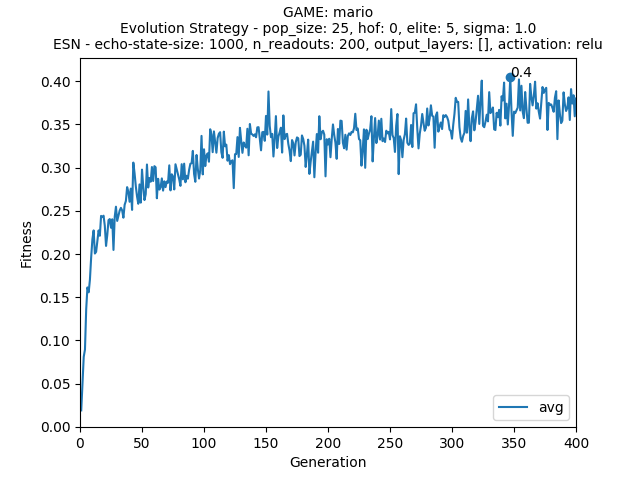 GAME: mario
Evolution Strategy - pop_size: 25, hof: 0, elite: 5, sigma: 1.0
ESN - echo-state-size: 1000, n_readouts: 200, output_layers: [], activation: relu
0.4
0.40
0.35
0.30
0.25
0.20
0.15
0.10
0.05
0.00
Fitness
avg
0 50 100 150 200 250 300 350 400
Generation